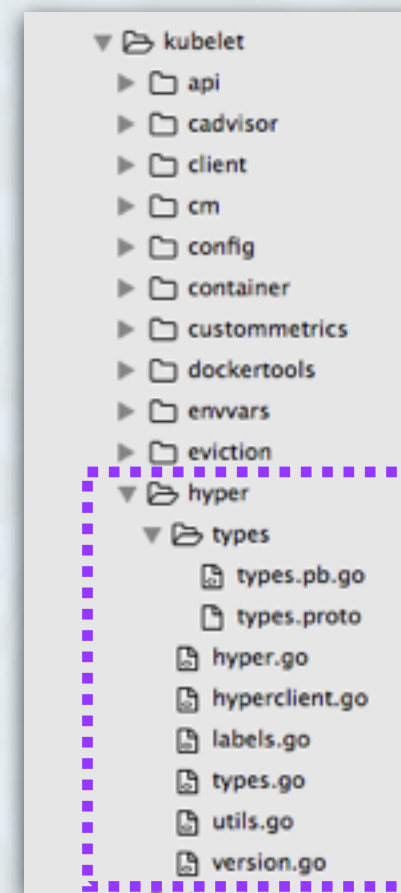 kubelet
api
cadvisor
client
cm
config
container
custommetrics
dockertools
envvars
eviction
hyper
types
types.pb.go
types.proto
hyper.go
hyperclient.go
labels.go
types.go
utils.go
version.go